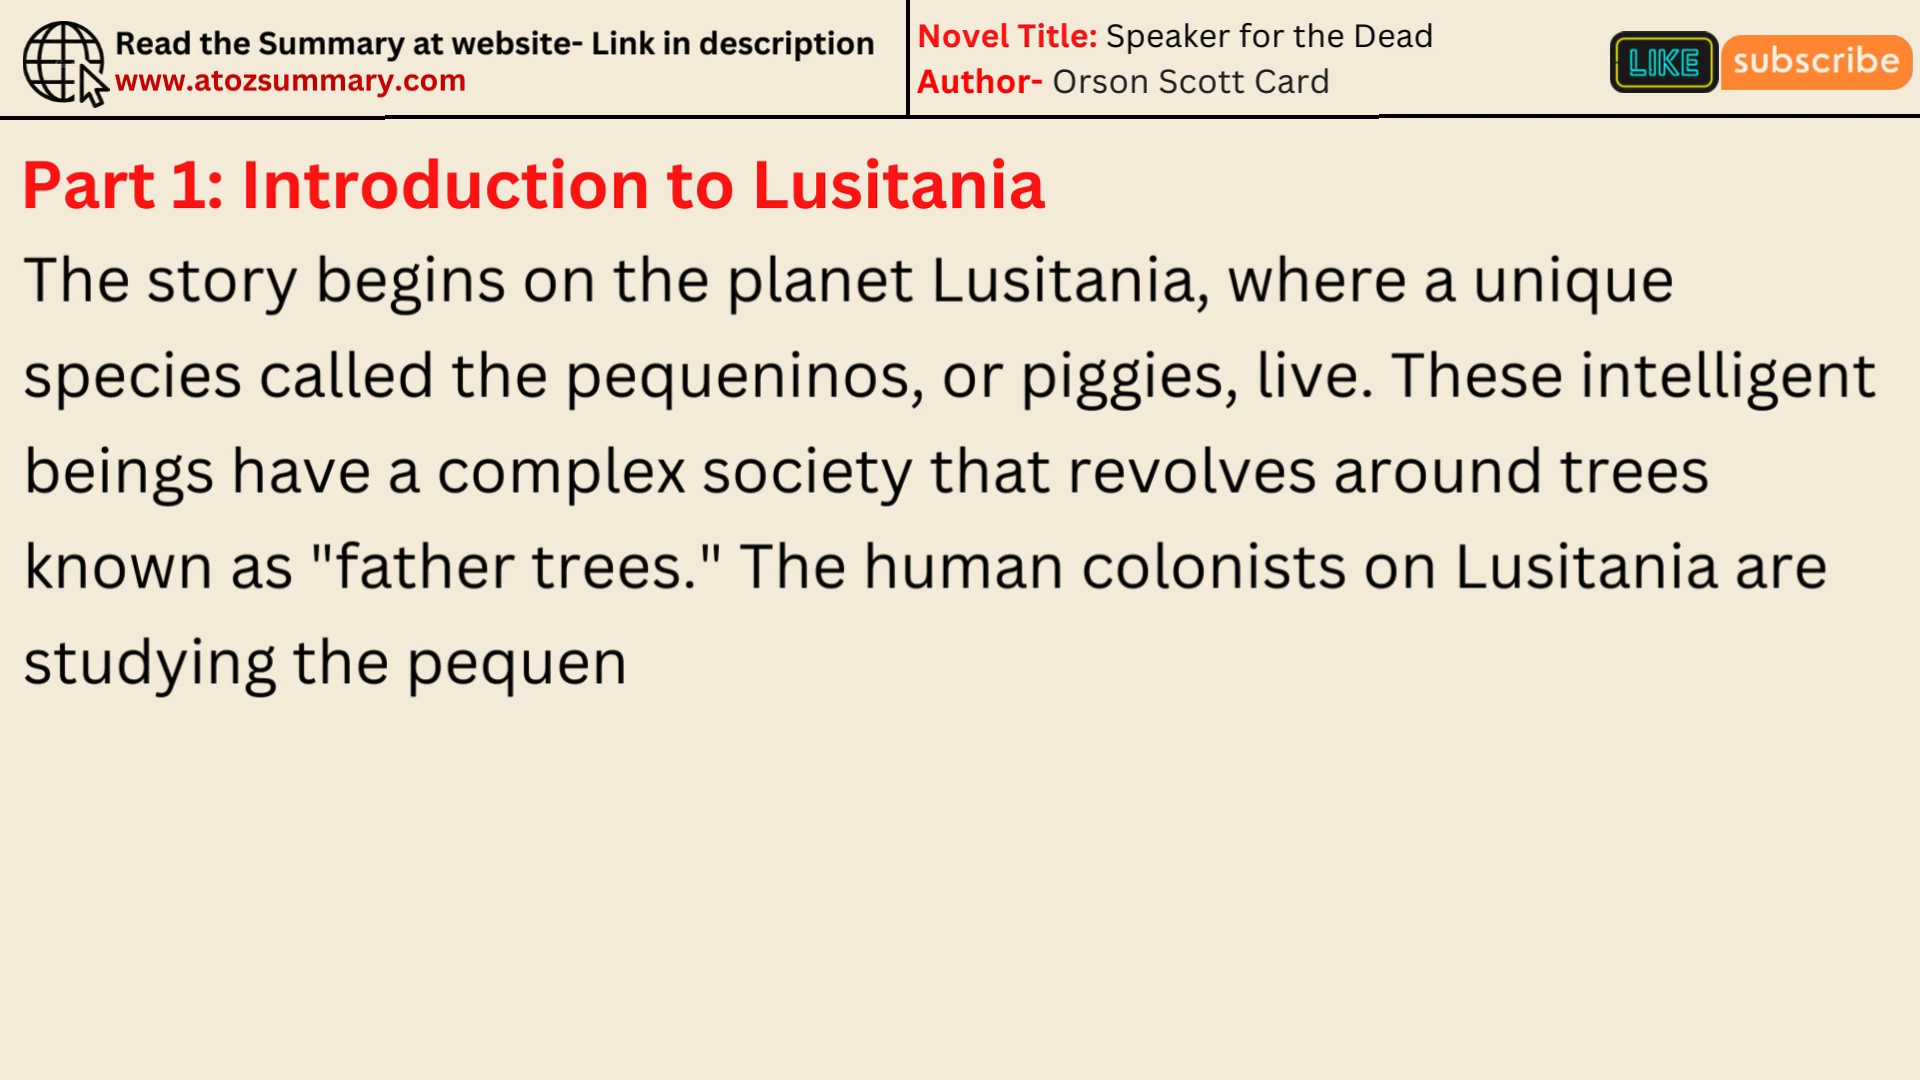 Read the Summary at website- Link in description
www.atozsummary.com
Novel Title: Speaker for the Dead
Author- Orson Scott Card
LIKE
subscribe
Part 1: Introduction to Lusitania
The story begins on the planet Lusitania, where a unique
species called the pequeninos, or piggies, live. These intelligent
beings have a complex society that revolves around trees
known as "father trees." The human colonists on Lusitania are
studying the pequen